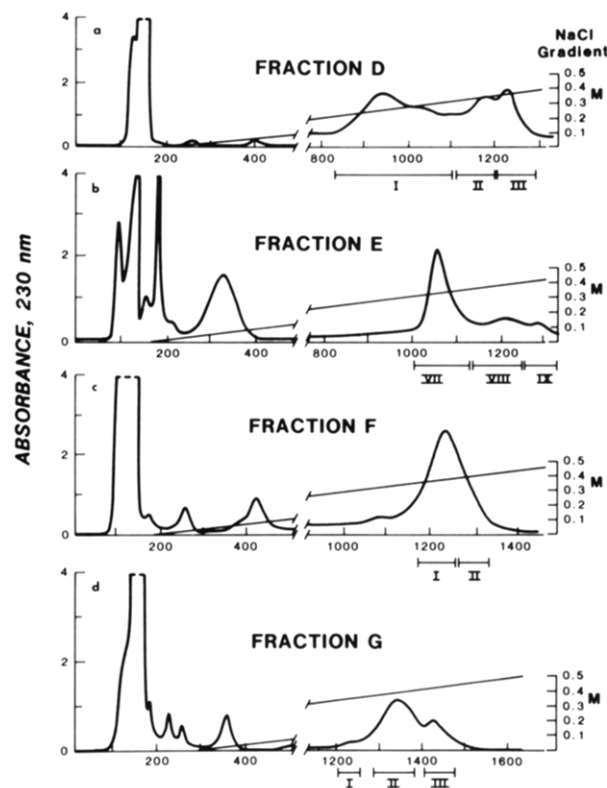 ABSORBANCE, 230 nm
NaCl
Gradient
a
FRACTION D
4
2
0
0.5
0.4
0.3
0.2
0.1
M
200
400
800
1000
1200
I
II
III
b
FRACTION E
4
2
0
0.5
0.4
0.3
0.2
0.1
M
200
400
800
1000
1200
VII
VIII
IX
c
FRACTION F
4
2
0
0.5
0.4
0.3
0.2
0.1
M
200
400
1000
1200
1400
I
II
d
FRACTION G
4
2
0
0.5
0.4
0.3
0.2
0.1
M
200
400
1200
1400
1600
I
II
III